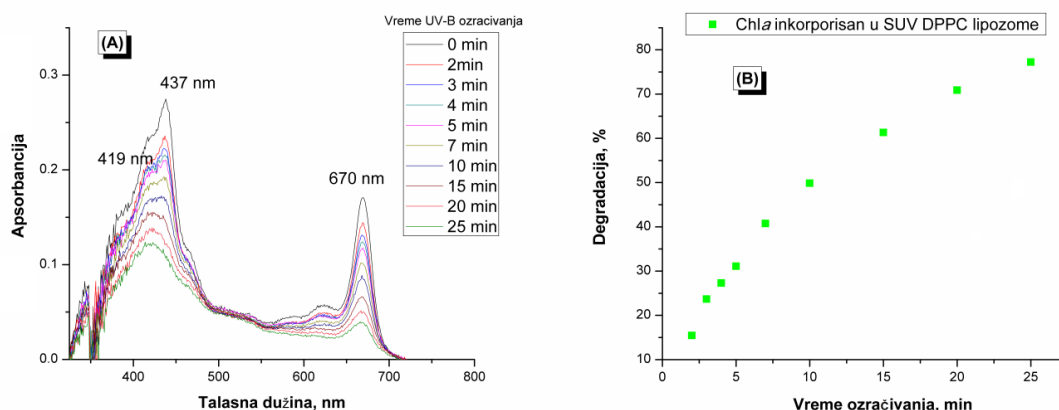 (A)
Apsorbancija
0.3
0.2
0.1
0.0
437 nm
419 nm
670 nm
Vreme UV-B ozracivanja
0 min
2min
3 min
4 min
5 min
7 min
10 min
15 min
20 min
25 min
400
500
600
700
800
Talasna dužina, nm
Chla inkorporisan u SUV DPPC lipozome
(B)
Degradacija, %
80
70
60
50
40
30
20
10
0
5
10
15
20
25
Vreme ozračivanja, min